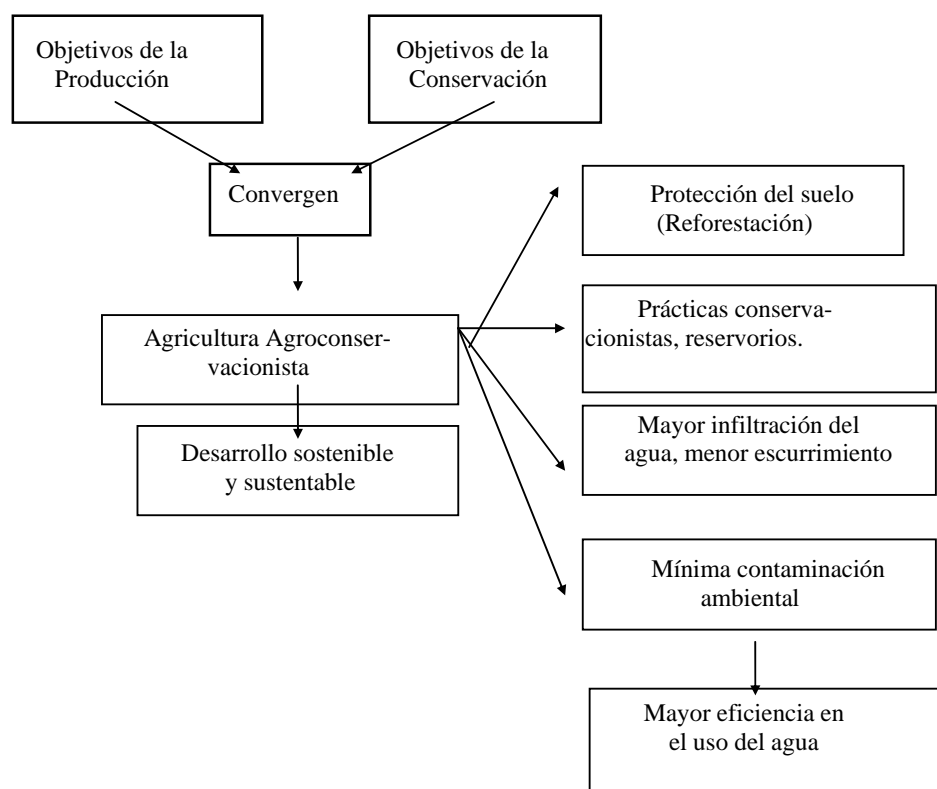 Objetivos de la
Producción
Objetivos de la
Conservación
Convergen
Protección del suelo
(Reforestación)
Prácticas conserva-
cionistas, reservorios.
Agricultura Agroconser-
vacionista
Mayor infiltración del
agua, menor escurrimiento
Desarrollo sostenible
y sustentable
Mínima contaminación
ambiental
Mayor eficiencia en
el uso del agua